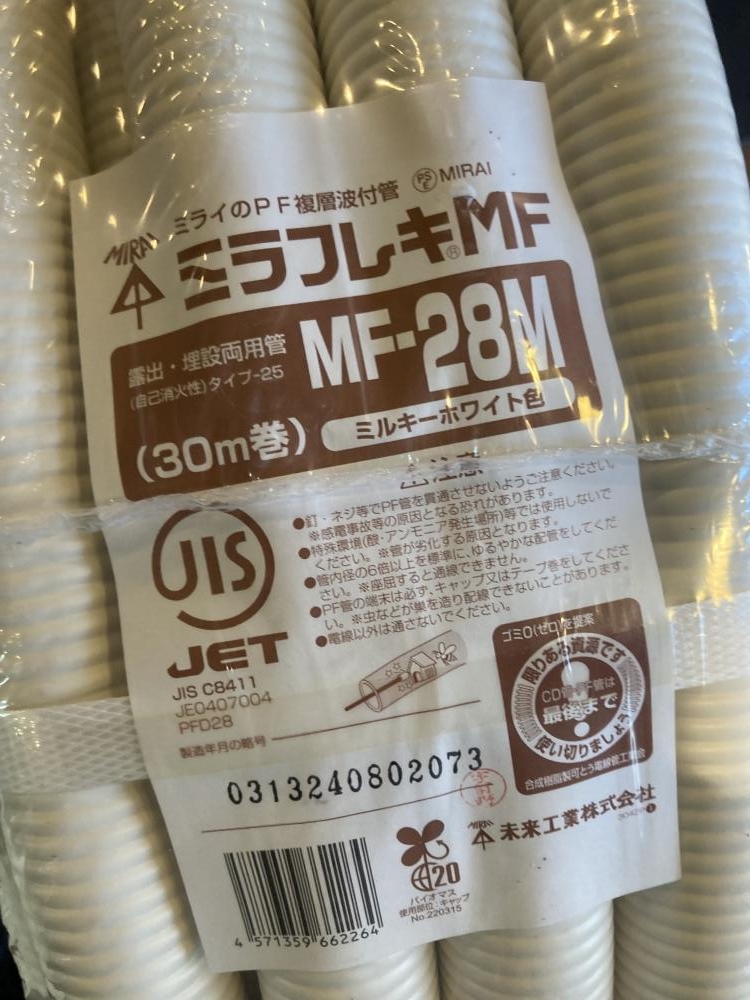 ミライのPF複層波付管 PSE MIRAI
MIRAI ミラフレキ®MF
露出・埋設両用管
(自己消火性)タイプ-25
MF-28M
(30m巻) ミルキーホワイト色
注意
●釘・ネジ等でPF管を貫通させないようご注意ください。
※感電事故等の原因となる恐れがあります。
●特殊環境(酸・アンモニア発生場所)等では使用しないで
ください。※管が劣化する原因となります。
●管内径の6倍以上を標準に、ゆるやかな配管をしてくだ
さい。※座屈すると通線できません。
●PF管の端末は必ず、キャップ又はテープ巻をしてくださ
い。※虫などが巣を造り配線できないことがあります。
●電線以外は通さないでください。
JIS
JET
JIS C8411
JE0407004
PFD28
製造年月の略号
0313240802073
ゴミ0(ゼロ)を提案
限りある資源です
CD管・PF管は
最後まで
使い切りましょう
合成樹脂製可とう電線管工業会
MIRAI 未来工業株式会社
20
バイオマス
使用部位:キャップ
No.220315
4 571359 662264